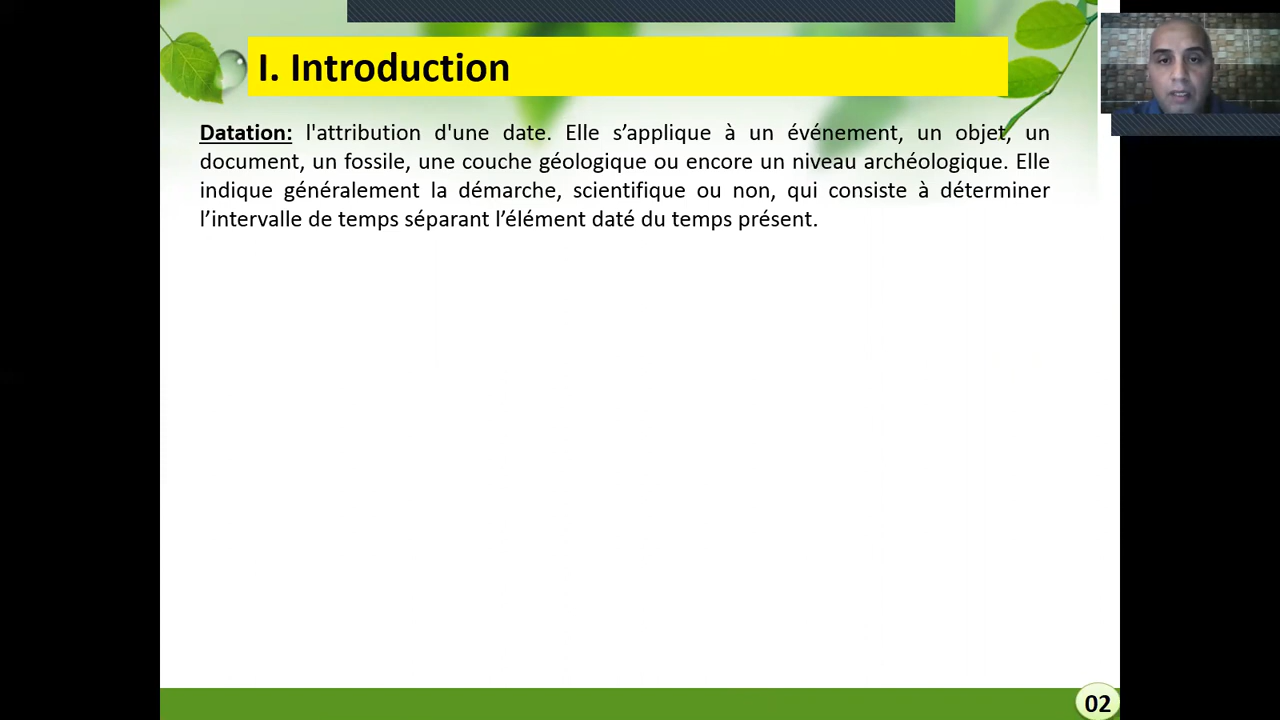 I. Introduction
Datation: l'attribution d'une date. Elle s’applique à un événement, un objet, un
document, un fossile, une couche géologique ou encore un niveau archéologique. Elle
indique généralement la démarche, scientifique ou non, qui consiste à déterminer
l’intervalle de temps séparant l’élément daté du temps présent.
02